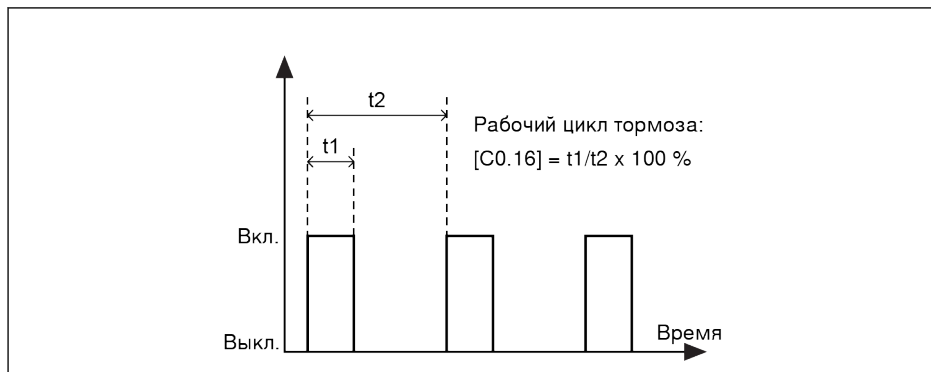 t2
t1
Рабочий цикл тормоза:
[C0.16] = t1/t2 x 100 %
Вкл.
Выкл.
Время